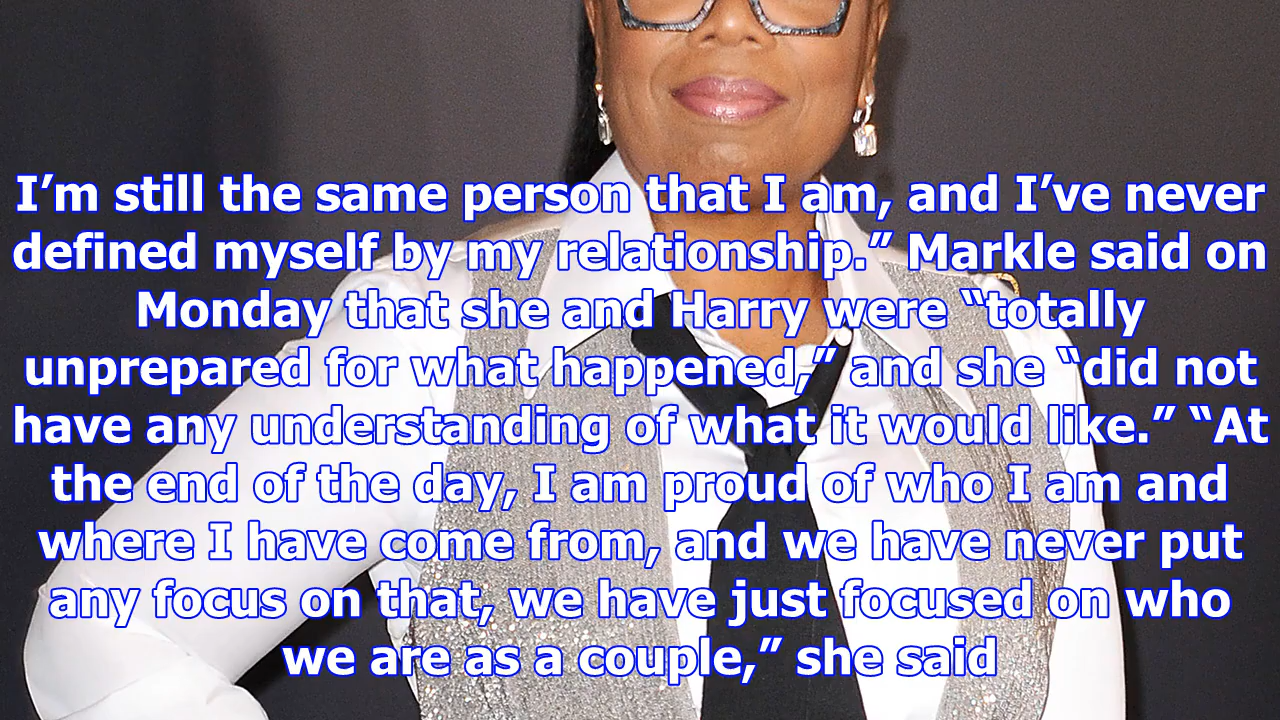 I’m still the same person that I am, and I’ve never
defined myself by my relationship.” Markle said on
Monday that she and Harry were “totally
unprepared for what happened,” and she “did not
have any understanding of what it would like.” “At
the end of the day, I am proud of who I am and
where I have come from, and we have never put
any focus on that, we have just focused on who
we are as a couple,” she said